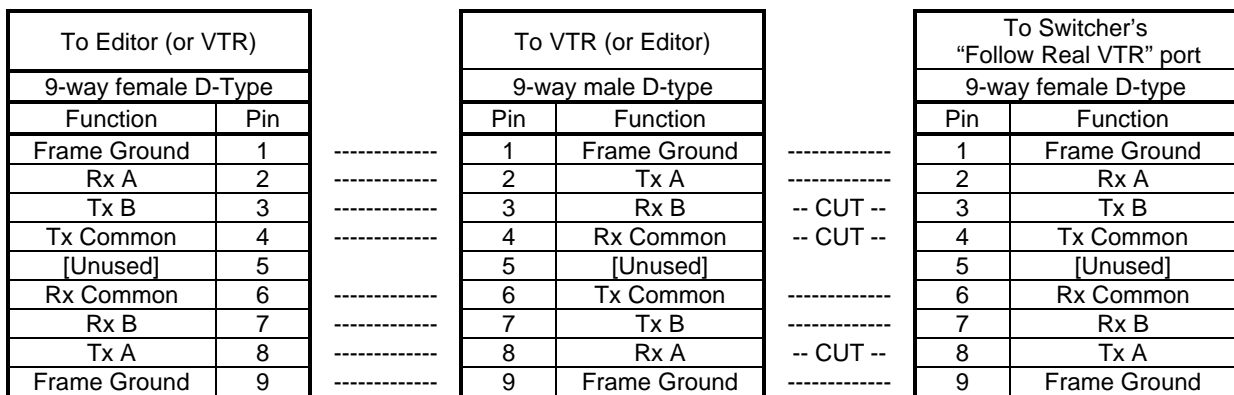 To Editor (or VTR) To VTR (or Editor) To Switcher's
"Follow Real VTR" port
9-way female D-Type 9-way male D-type 9-way female D-type
Function Pin Pin Function Pin Function
Frame Ground 1 ------------- 1 Frame Ground ------------- 1 Frame Ground
Rx A 2 ------------- 2 Tx A ------------- 2 Rx A
Tx B 3 ------------- 3 Rx B -- CUT -- 3 Tx B
Tx Common 4 ------------- 4 Rx Common -- CUT -- 4 Tx Common
[Unused] 5 5 [Unused] 5 [Unused]
Rx Common 6 ------------- 6 Tx Common ------------- 6 Rx Common
Rx B 7 ------------- 7 Tx B ------------- 7 Rx B
Tx A 8 ------------- 8 Rx A -- CUT -- 8 Tx A
Frame Ground 9 ------------- 9 Frame Ground ------------- 9 Frame Ground